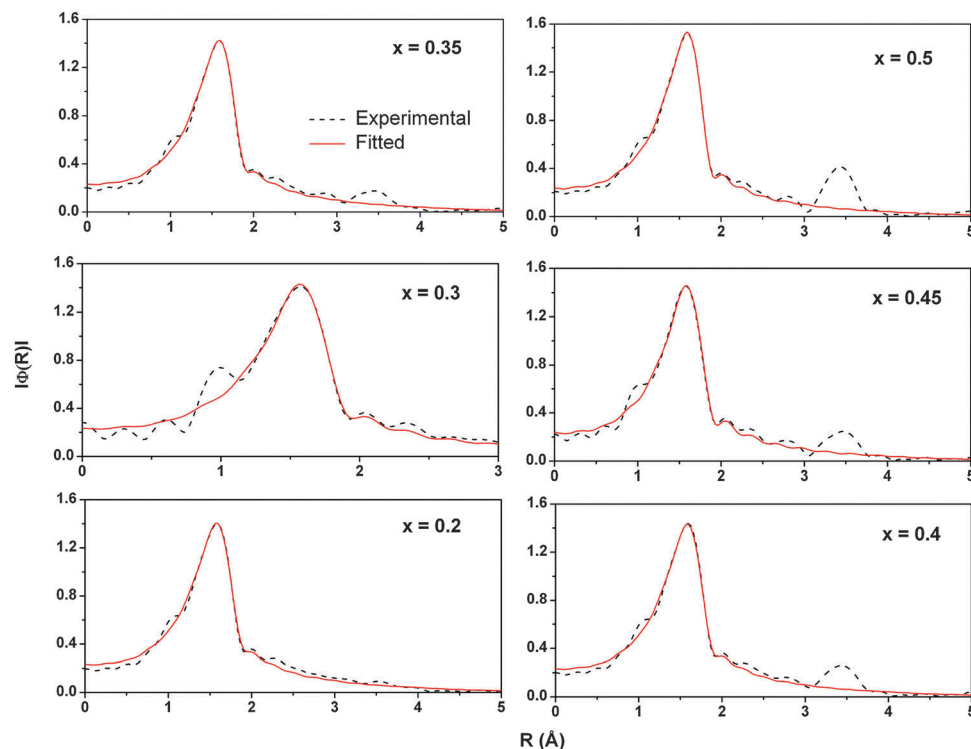 1.6
1.2
0.8
0.4
0.0
0 1 2 3 4 5
x = 0.35
Experimental
Fitted
1.6
1.2
0.8
0.4
0.0
0 1 2 3 4 5
x = 0.5
1.6
1.2
0.8
0.4
0.0
0 1 2 3
x = 0.3
1.6
1.2
0.8
0.4
0.0
0 1 2 3 4 5
x = 0.45
1.6
1.2
0.8
0.4
0.0
0 1 2 3 4 5
x = 0.2
1.6
1.2
0.8
0.4
0.0
0 1 2 3 4 5
x = 0.4
IΦ(R)I
R (Å)